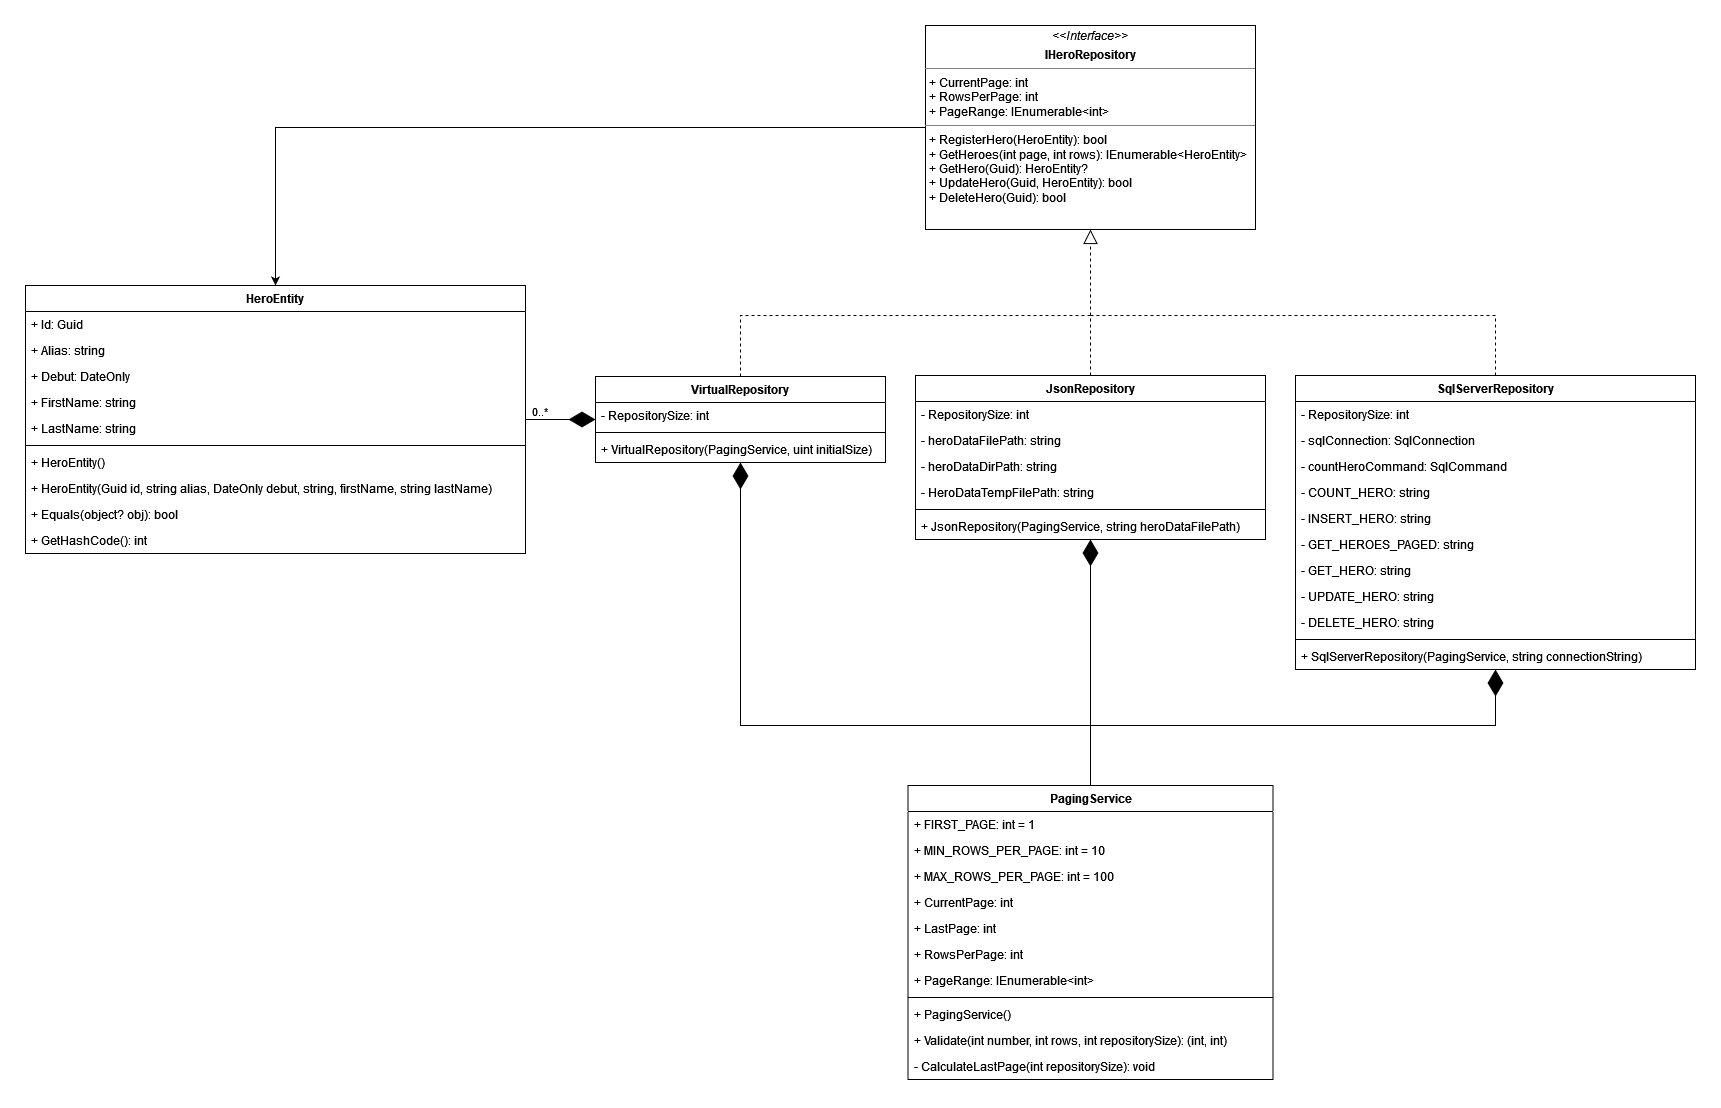 <<Interface>>
IHeroRepository
+ CurrentPage: int
+ RowsPerPage: int
+ PageRange: IEnumerable<int>
+ RegisterHero(HeroEntity): bool
+ GetHeroes(int page, int rows): IEnumerable<HeroEntity>
+ GetHero(Guid): HeroEntity?
+ UpdateHero(Guid, HeroEntity): bool
+ DeleteHero(Guid): bool
HeroEntity
+ Id: Guid
+ Alias: string
+ Debut: DateOnly
+ FirstName: string
+ LastName: string
+ HeroEntity()
+ HeroEntity(Guid id, string alias, DateOnly debut, string, firstName, string lastName)
+ Equals(object? obj): bool
+ GetHashCode(): int
0..*
VirtualRepository
- RepositorySize: int
+ VirtualRepository(PagingService, uint initialSize)
JsonRepository
- RepositorySize: int
- heroDataFilePath: string
- heroDataDirPath: string
- HeroDataTempFilePath: string
+ JsonRepository(PagingService, string heroDataFilePath)
SqlServerRepository
- RepositorySize: int
- sqlConnection: SqlConnection
- countHeroCommand: SqlCommand
- COUNT_HERO: string
- INSERT_HERO: string
- GET_HEROES_PAGED: string
- GET_HERO: string
- UPDATE_HERO: string
- DELETE_HERO: string
+ SqlServerRepository(PagingService, string connectionString)
PagingService
+ FIRST_PAGE: int = 1
+ MIN_ROWS_PER_PAGE: int = 10
+ MAX_ROWS_PER_PAGE: int = 100
+ CurrentPage: int
+ LastPage: int
+ RowsPerPage: int
+ PageRange: IEnumerable<int>
+ PagingService()
+ Validate(int number, int rows, int repositorySize): (int, int)
- CalculateLastPage(int repositorySize): void